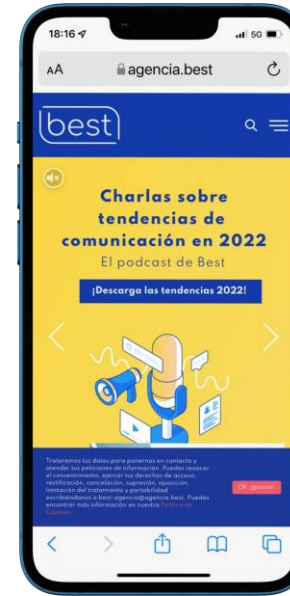 18:16
5G
AA
agencia.best
best
Charlas sobre
tendencias de
comunicación en 2022
El podcast de Best
¡Descarga las tendencias 2022!
Trataremos tus datos para ponernos en contacto y
atender tus peticiones de información. Puedes revocar
el consentimiento, ejercer tus derechos de acceso,
rectificación, cancelación, supresión, oposición,
limitación del tratamiento y portabilidad
escribiéndonos a best-agencia@agencia.best. Puedes
encontrar más información en nuestra Política de
Cookies.
Ok, ¡gracias!